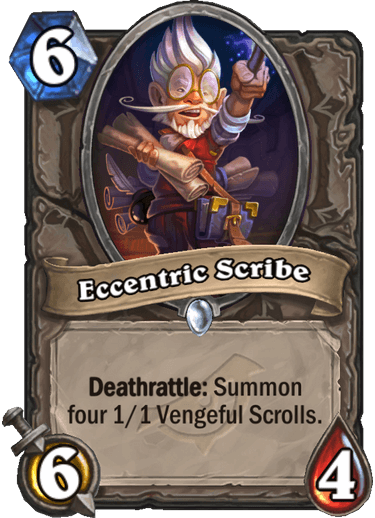 6
Eccentric Scribe
Deathrattle: Summon
four 1/1 Vengeful Scrolls.
6
4